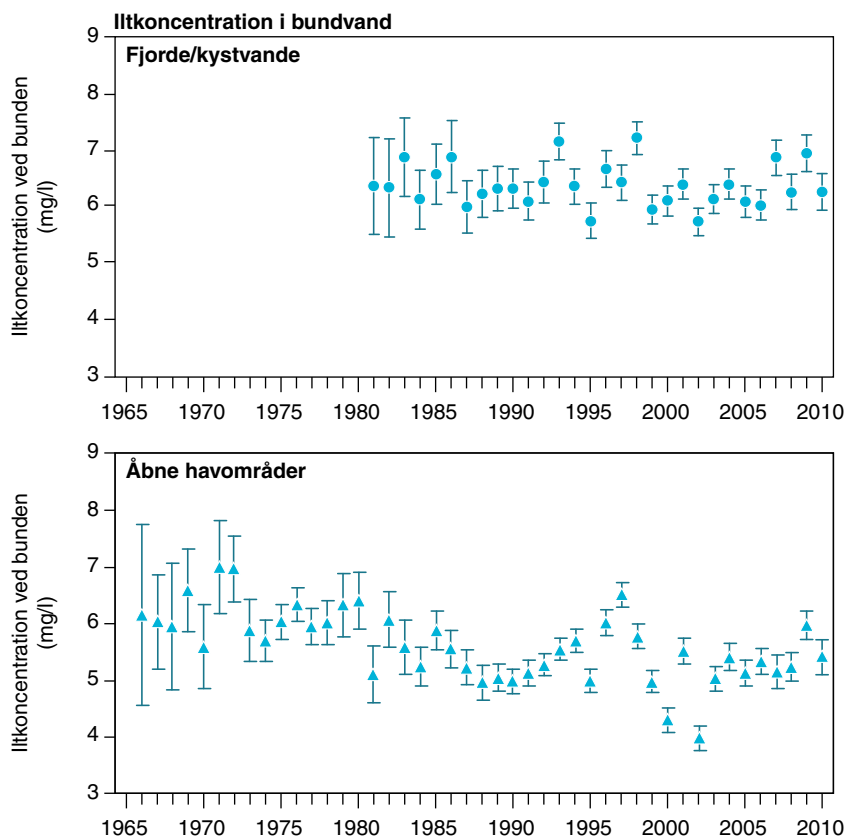 Iltkoncentration i bundvand
Fjorde/kystvande
Iltkoncentration ved bunden
(mg/l)
9
8
7
6
5
4
3
1965 1970 1975 1980 1985 1990 1995 2000 2005 2010
Åbne havområder
Iltkoncentration ved bunden
(mg/l)
9
8
7
6
5
4
3
1965 1970 1975 1980 1985 1990 1995 2000 2005 2010